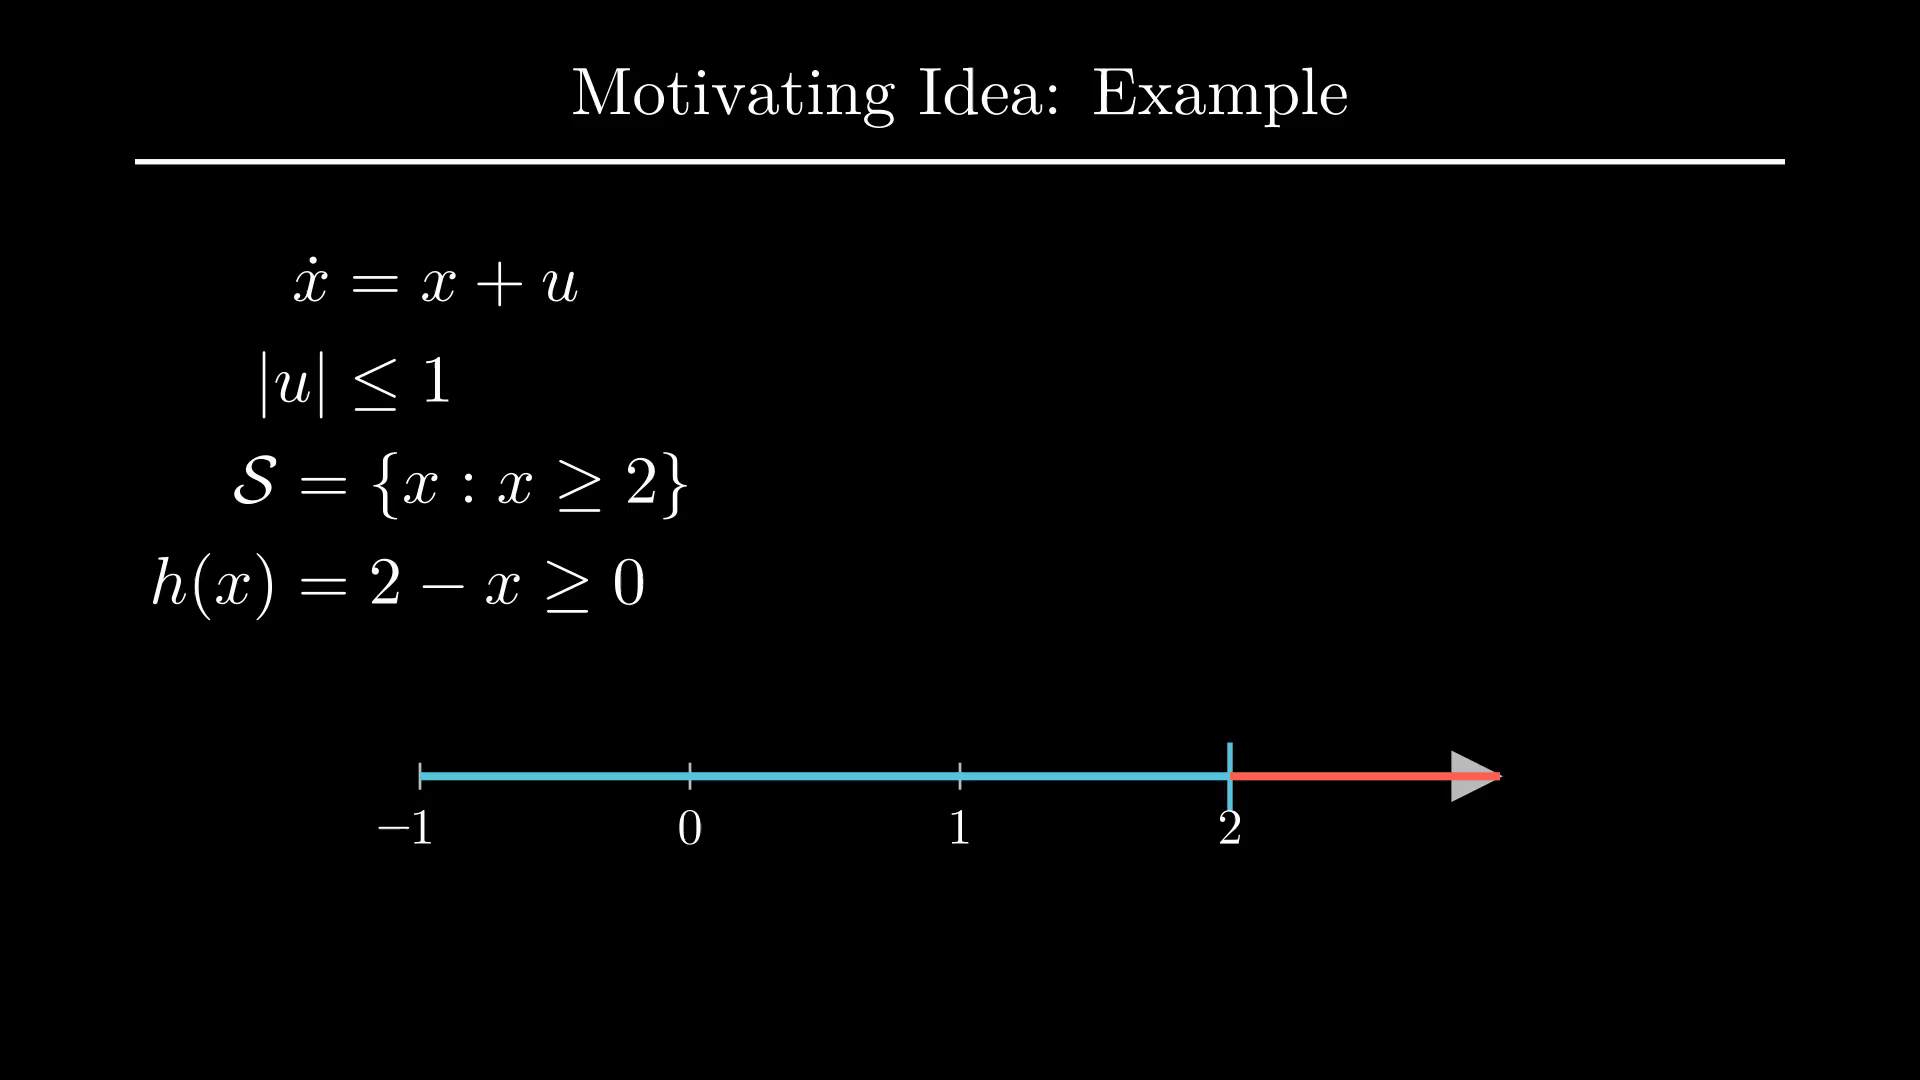 Motivating Idea: Example
ẋ = x + u
|u| ≤ 1
𝒮 = {x : x ≥ 2}
h(x) = 2 − x ≥ 0
−1 0 1 2